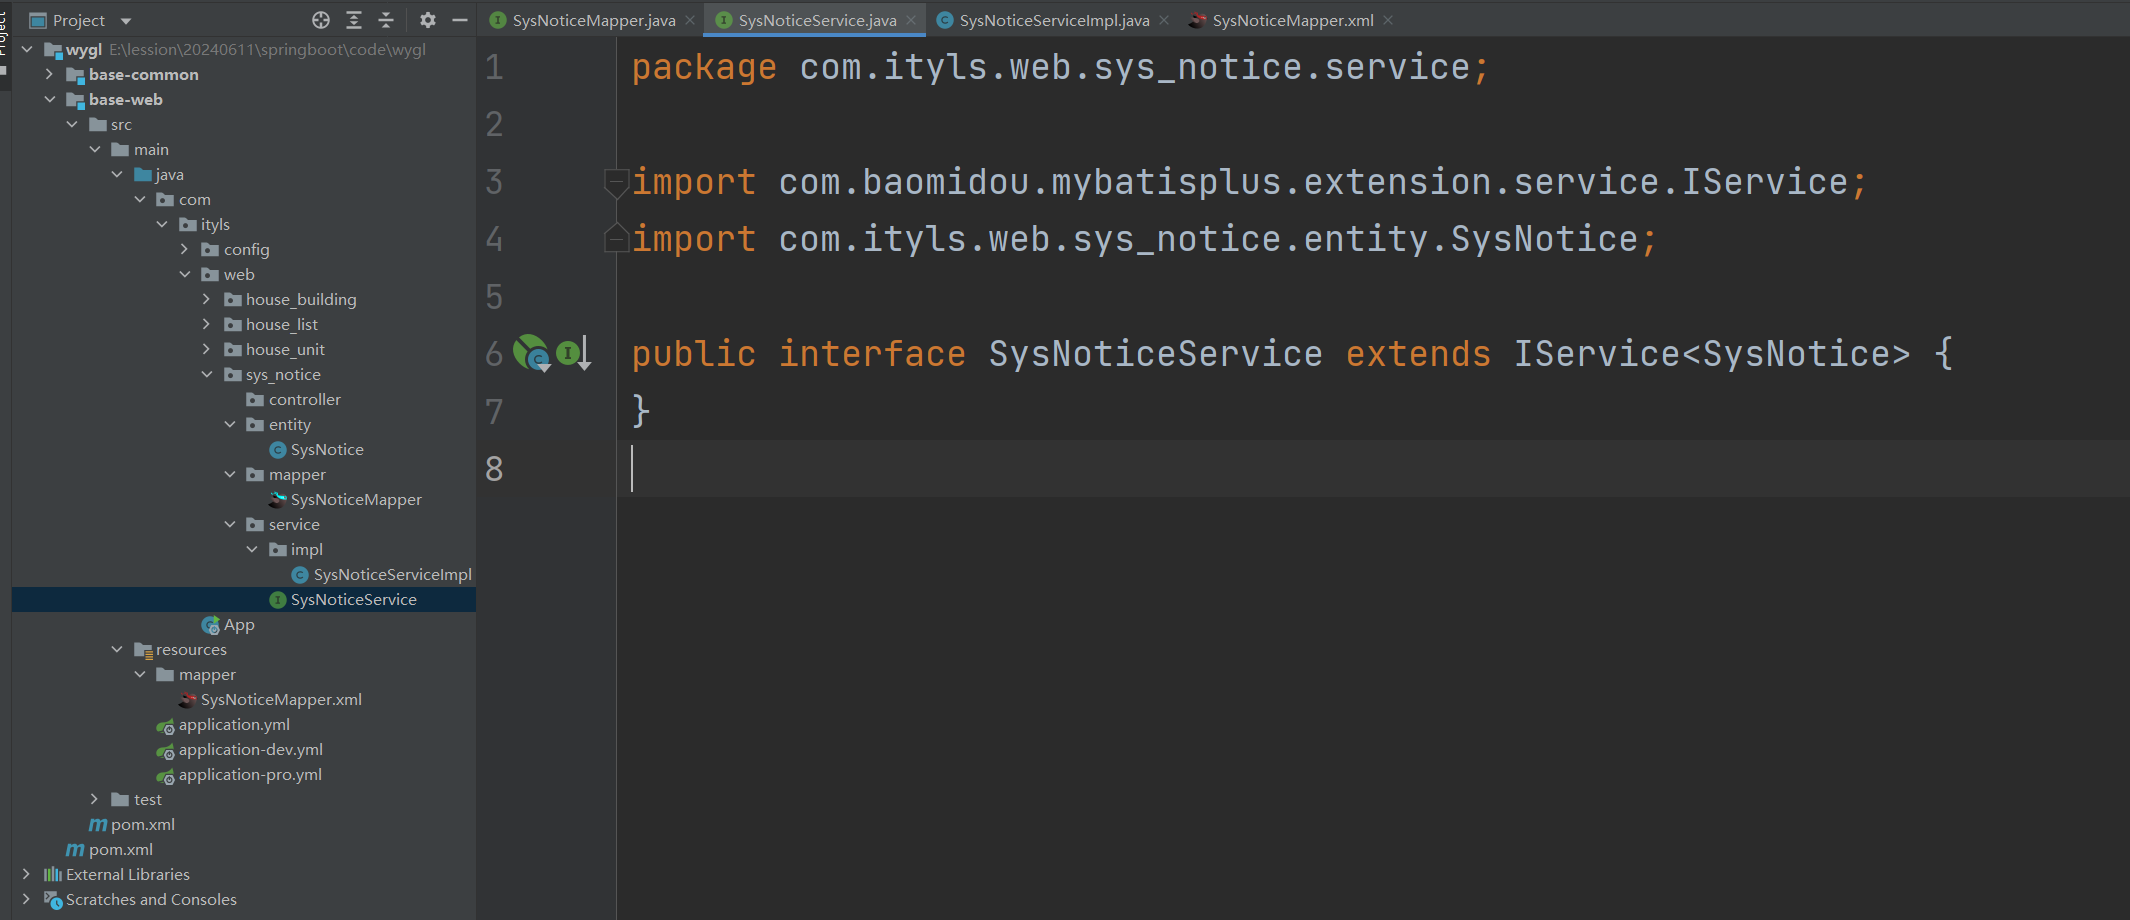 Project
Project
wygl E:\lession\20240611\springboot\code\wygl
base-common
base-web
src
main
java
com
ityls
config
web
house_building
house_list
house_unit
sys_notice
controller
entity
SysNotice
mapper
SysNoticeMapper
service
impl
SysNoticeServiceImpl
SysNoticeService
App
resources
mapper
SysNoticeMapper.xml
application.yml
application-dev.yml
application-pro.yml
test
pom.xml
pom.xml
External Libraries
Scratches and Consoles
SysNoticeMapper.java
SysNoticeService.java
SysNoticeServiceImpl.java
SysNoticeMapper.xml
1 package com.ityls.web.sys_notice.service;
2
3 import com.baomidou.mybatisplus.extension.service.IService;
4 import com.ityls.web.sys_notice.entity.SysNotice;
5
6 public interface SysNoticeService extends IService<SysNotice> {
7 }
8